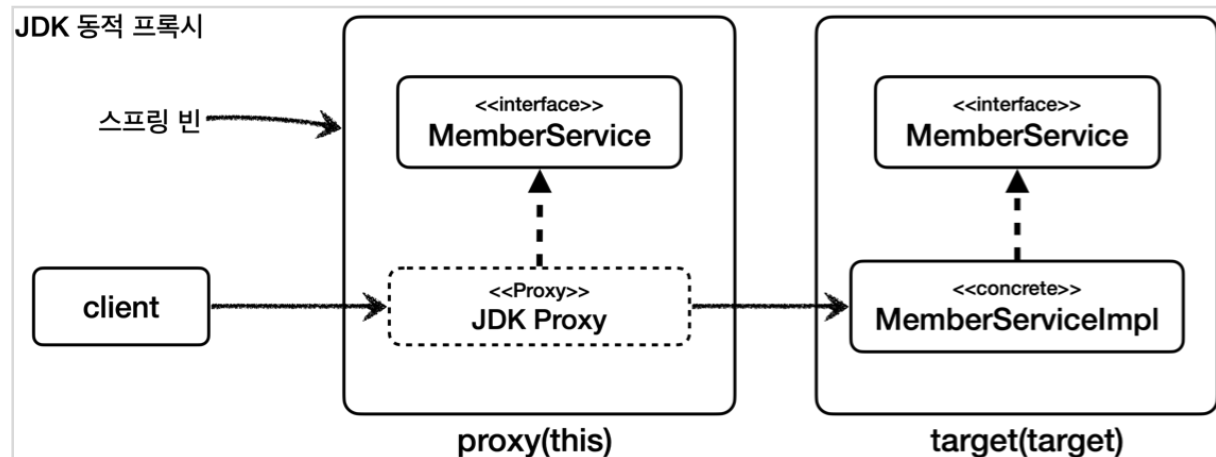 JDK 동적 프록시
스프링 빈
<<interface>>
MemberService
<<interface>>
MemberService
client
<<Proxy>>
JDK Proxy
<<concrete>>
MemberServiceImpl
proxy(this)
target(target)